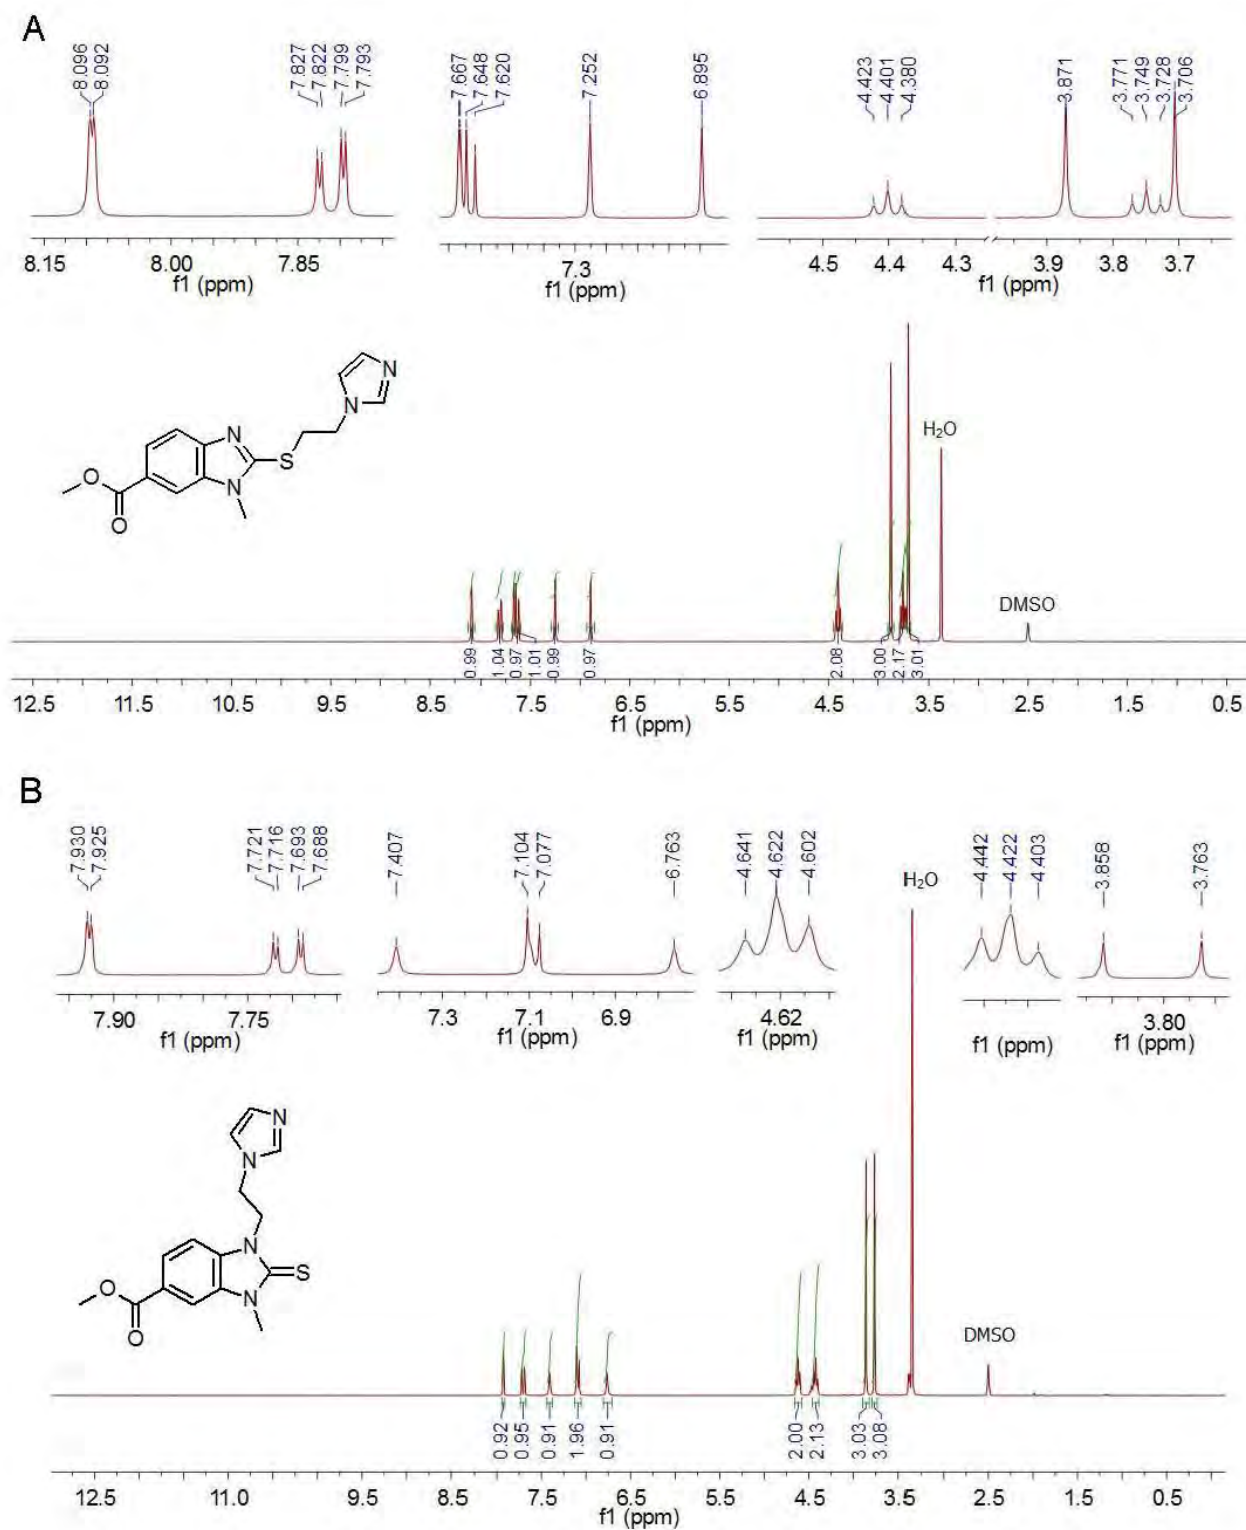 A
8.096 8.092 7.827 7.822 7.799 7.793 7.667 7.648 7.620 7.252 6.895 4.423 4.401 4.380 3.871 3.771 3.749 3.728 3.706
8.15 8.00 7.85 7.3 4.5 4.4 4.3 3.9 3.8 3.7
f1 (ppm) f1 (ppm) f1 (ppm)
N
N
N
S
O
N
O
H2O
DMSO
0.99 1.04 0.97 1.01 0.99 0.97 2.08 3.00 2.17 3.01
12.5 11.5 10.5 9.5 8.5 7.5 6.5 5.5 4.5 3.5 2.5 1.5 0.5
f1 (ppm)
B
7.930 7.925 7.721 7.716 7.693 7.688 7.407 7.104 7.077 6.763 4.641 4.622 4.602 4.442 4.422 4.403 3.858 3.763
H2O
7.90 7.75 7.3 7.1 6.9 4.62 3.80
f1 (ppm) f1 (ppm) f1 (ppm) f1 (ppm) f1 (ppm)
N
N
N
S
O
N
O
DMSO
0.92 0.95 0.91 1.96 0.91 2.00 2.13 3.03 3.08
12.5 11.0 9.5 8.5 7.5 6.5 5.5 4.5 3.5 2.5 1.5 0.5
f1 (ppm)